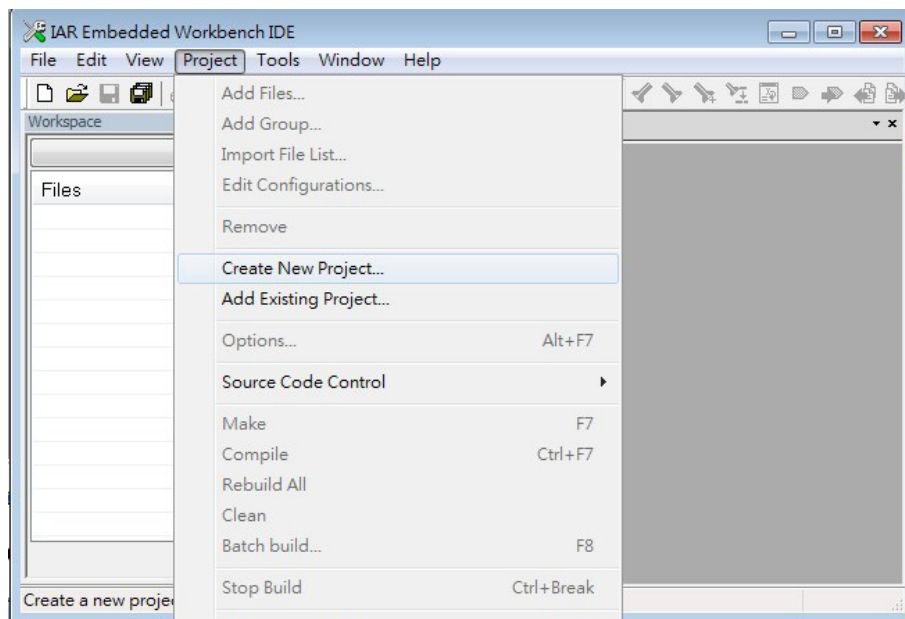 IAR Embedded Workbench IDE
File Edit View Project Tools Window Help
Workspace
Files
Add Files...
Add Group...
Import File List...
Edit Configurations...
Remove
Create New Project...
Add Existing Project...
Options... Alt+F7
Source Code Control
Make F7
Compile Ctrl+F7
Rebuild All
Clean
Batch build... F8
Stop Build Ctrl+Break
Create a new